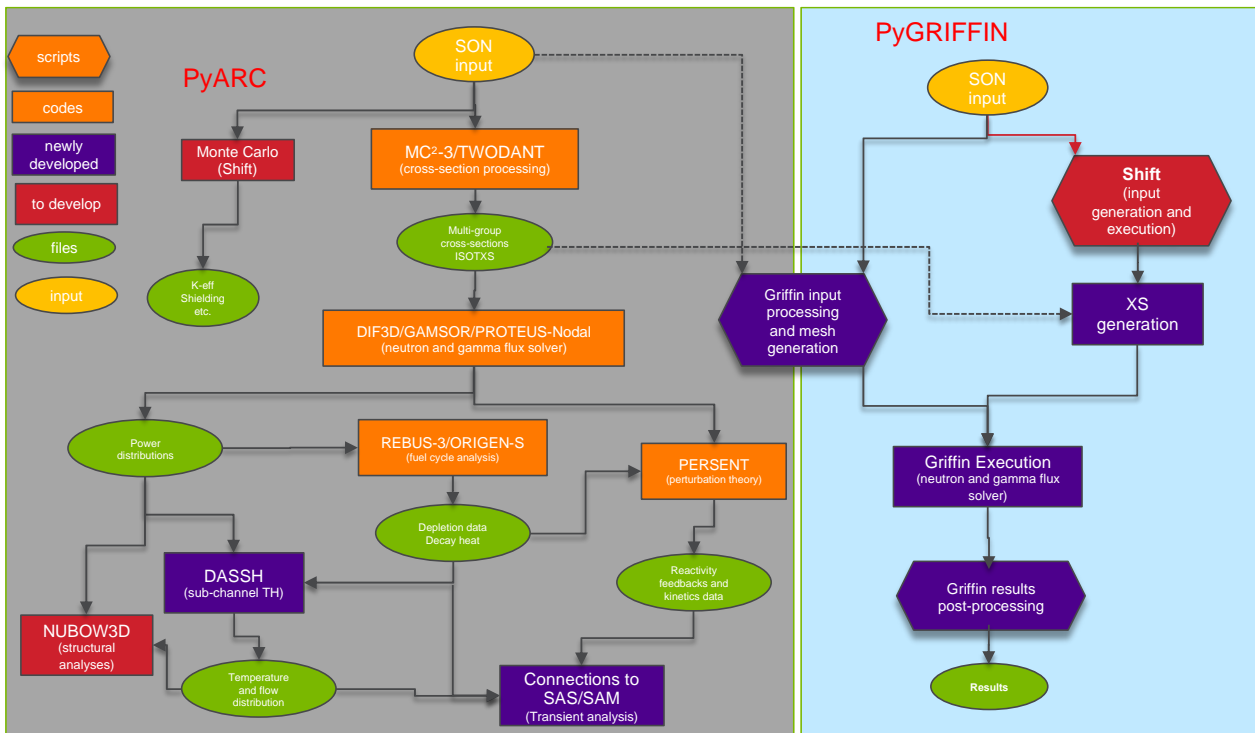 scripts
codes
newly
developed
to develop
files
input
PyARC
SON
input
Monte Carlo
(Shift)
K-eff
Shielding
etc.
MC²-3/TWODANT
(cross-section processing)
Multi-group
cross-sections
ISOTXS
DIF3D/GAMSOR/PROTEUS-Nodal
(neutron and gamma flux solver)
Power
distributions
REBUS-3/ORIGEN-S
(fuel cycle analysis)
PERSENT
(perturbation theory)
Depletion data
Decay heat
DASSH
(sub-channel TH)
Reactivity
feedbacks and
kinetics data
NUBOW3D
(structural
analyses)
Temperature
and flow
distribution
Connections to
SAS/SAM
(Transient analysis)
PyGRIFFIN
SON
input
Shift
(input
generation and
execution)
Griffin input
processing
and mesh
generation
XS
generation
Griffin Execution
(neutron and gamma flux
solver)
Griffin results
post-processing
Results